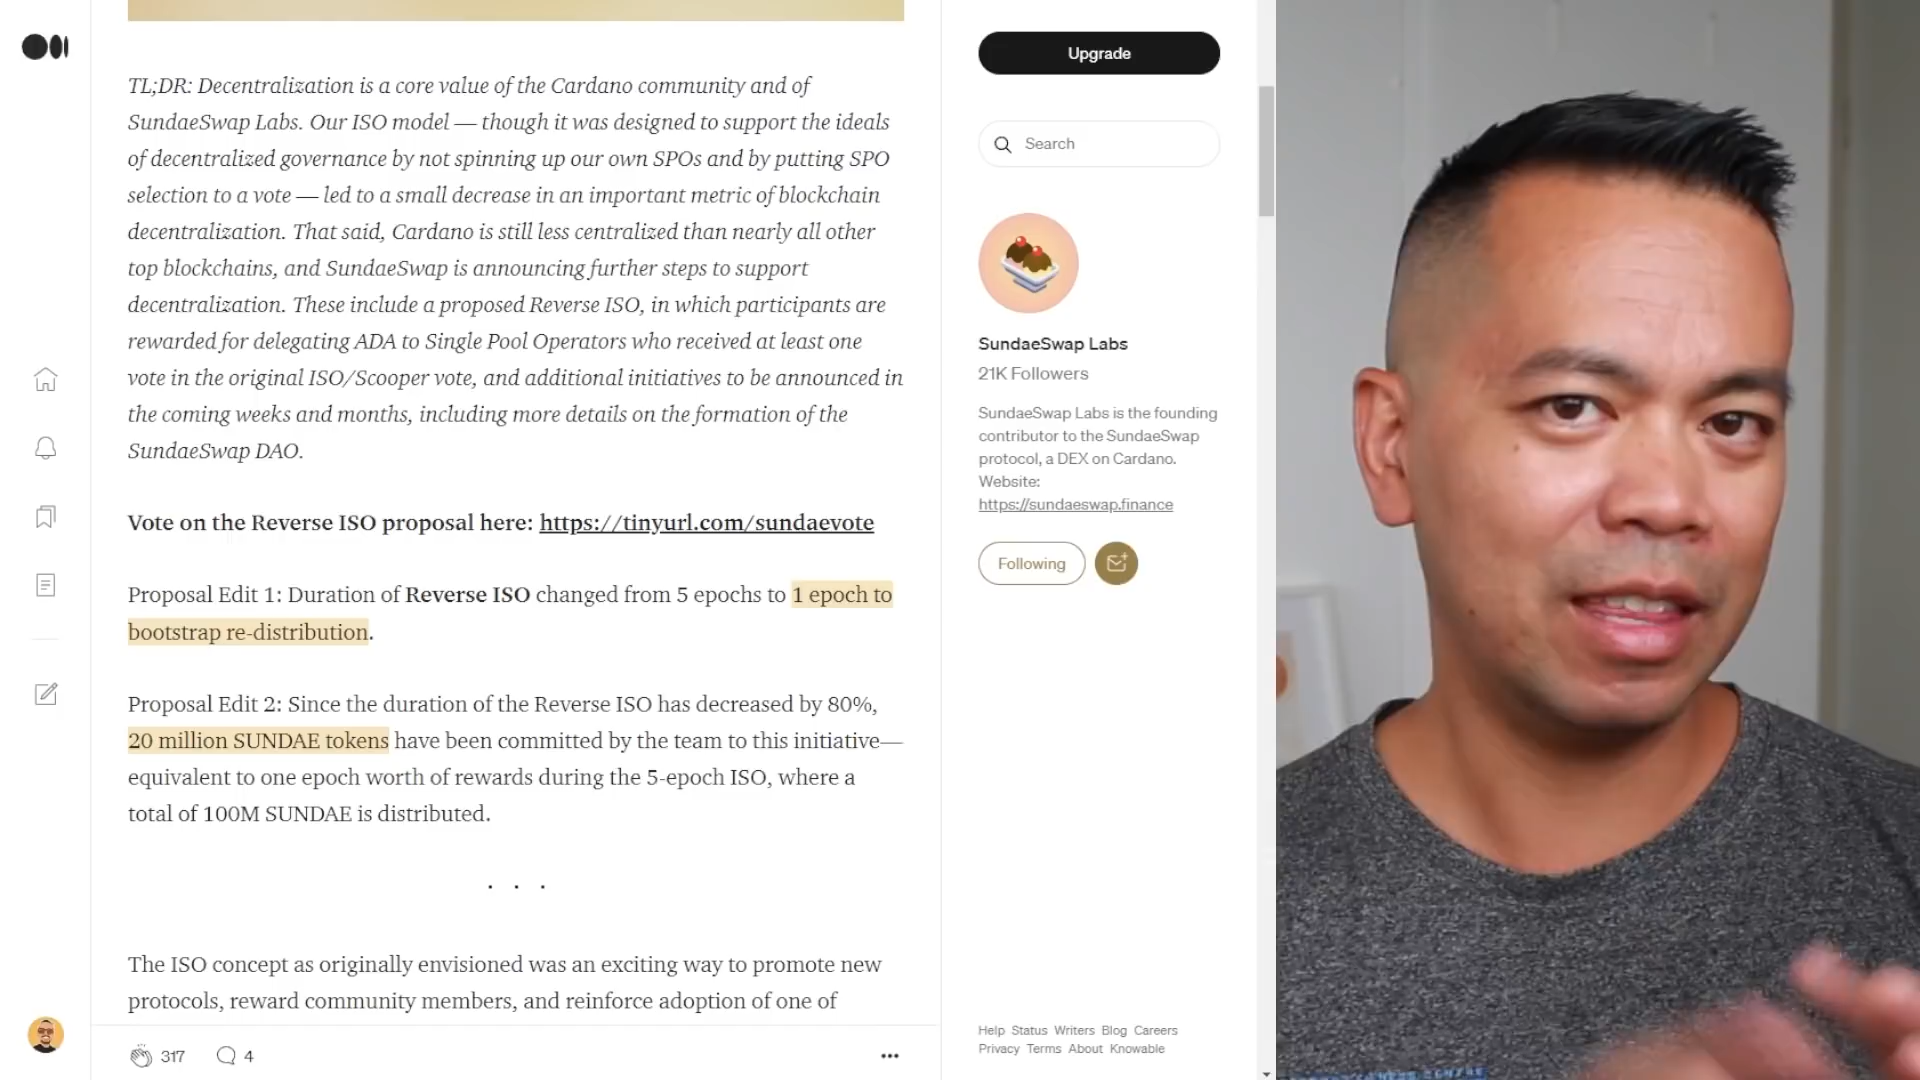 TL;DR: Decentralization is a core value of the Cardano community and of
SundaeSwap Labs. Our ISO model — though it was designed to support the ideals
of decentralized governance by not spinning up our own SPOs and by putting SPO
selection to a vote — led to a small decrease in an important metric of blockchain
decentralization. That said, Cardano is still less centralized than nearly all other
top blockchains, and SundaeSwap is announcing further steps to support
decentralization. These include a proposed Reverse ISO, in which participants are
rewarded for delegating ADA to Single Pool Operators who received at least one
vote in the original ISO/Scooper vote, and additional initiatives to be announced in
the coming weeks and months, including more details on the formation of the
SundaeSwap DAO.
Vote on the Reverse ISO proposal here: https://tinyurl.com/sundaevote
Proposal Edit 1: Duration of Reverse ISO changed from 5 epochs to 1 epoch to
bootstrap re-distribution.
Proposal Edit 2: Since the duration of the Reverse ISO has decreased by 80%,
20 million SUNDAE tokens have been committed by the team to this initiative—
equivalent to one epoch worth of rewards during the 5-epoch ISO, where a
total of 100M SUNDAE is distributed.
. . .
The ISO concept as originally envisioned was an exciting way to promote new
protocols, reward community members, and reinforce adoption of one of
317 4
Upgrade
Search
SundaeSwap Labs
21K Followers
SundaeSwap Labs is the founding
contributor to the SundaeSwap
protocol, a DEX on Cardano.
Website:
https://sundaeswap.finance
Following
Help Status Writers Blog Careers
Privacy Terms About Knowable